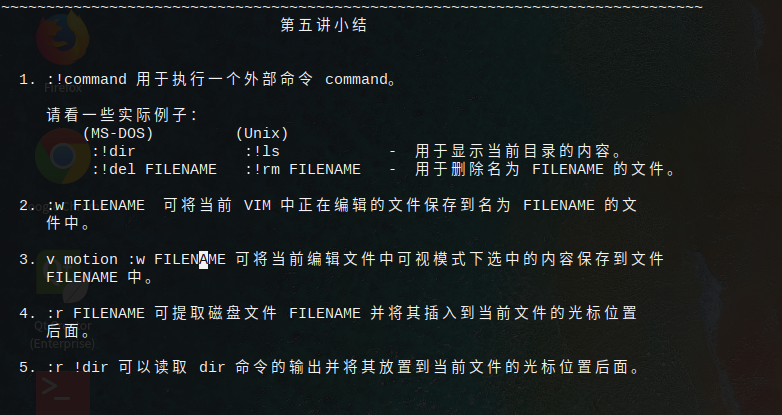 ~~~~~~~~~~~~~~~~~~~~~~~~~~~~~~~~~~~~~~~~~~~~~~~~~~~~~~~~~~~~~~~~~~~~~~~~~~~~~~
第五讲小结
1. :!command 用于执行一个外部命令 command。
请看一些实际例子：
(MS-DOS) (Unix)
:!dir :!ls - 用于显示当前目录的内容。
:!del FILENAME :!rm FILENAME - 用于删除名为 FILENAME 的文件。
2. :w FILENAME 可将当前 VIM 中正在编辑的文件保存到名为 FILENAME 的文
件中。
3. v motion :w FILENAME 可将当前编辑文件中可视模式下选中的内容保存到文件
FILENAME 中。
4. :r FILENAME 可提取磁盘文件 FILENAME 并将其插入到当前文件的光标位置
后面。
5. :r !dir 可以读取 dir 命令的输出并将其放置到当前文件的光标位置后面。
Firefox
(Enterprise)